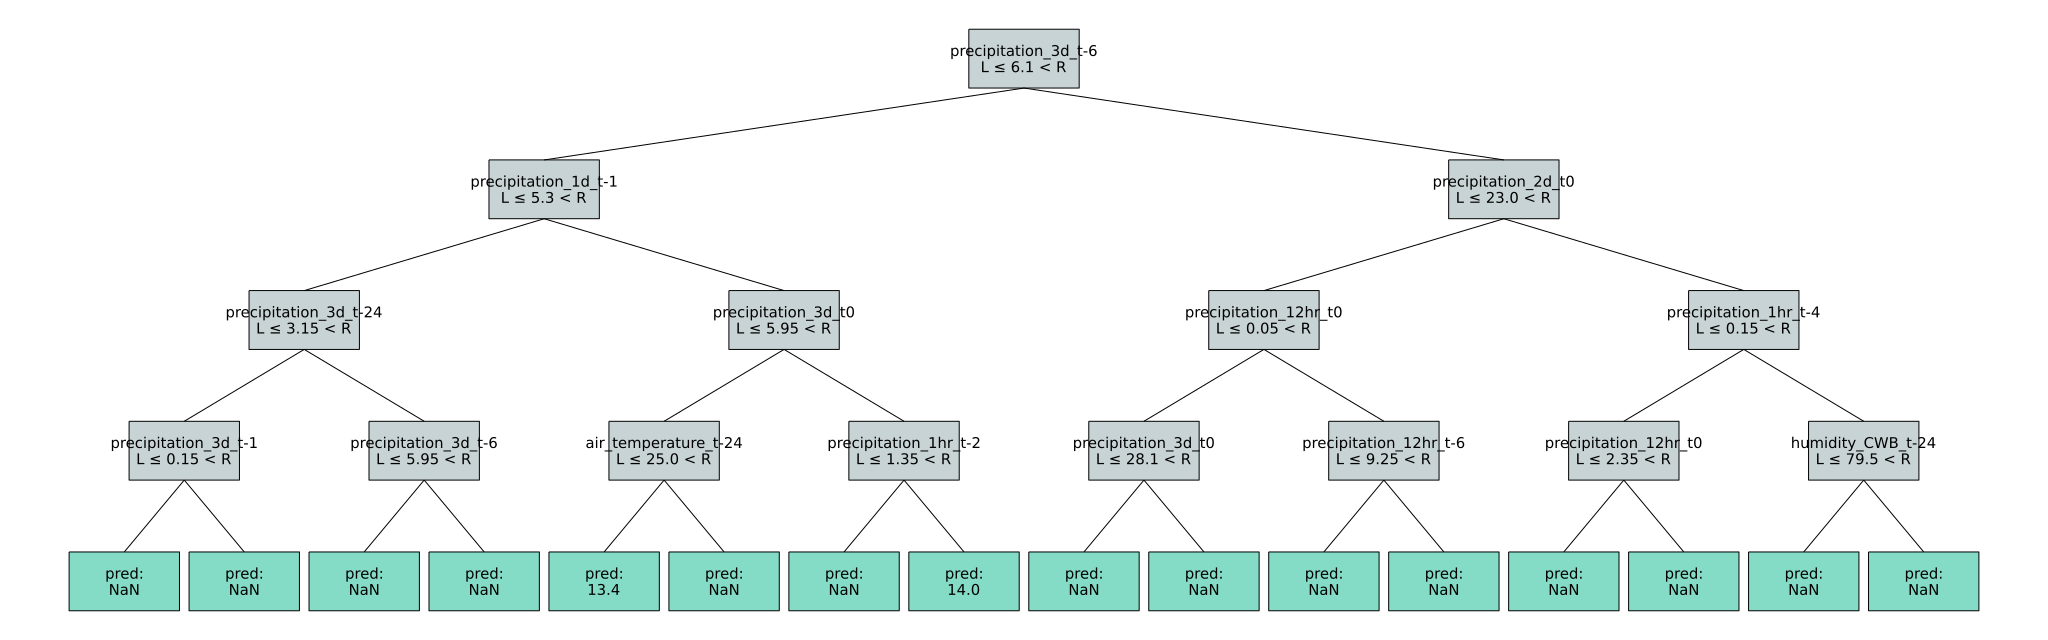 precipitation_3d_t-6
L ≤ 6.1 < R
precipitation_1d_t-1
L ≤ 5.3 < R
precipitation_2d_t0
L ≤ 23.0 < R
precipitation_3d_t-24
L ≤ 3.15 < R
precipitation_3d_t0
L ≤ 5.95 < R
precipitation_12hr_t0
L ≤ 0.05 < R
precipitation_1hr_t-4
L ≤ 0.15 < R
precipitation_3d_t-1
L ≤ 0.15 < R
precipitation_3d_t-6
L ≤ 5.95 < R
air_temperature_t-24
L ≤ 25.0 < R
precipitation_1hr_t-2
L ≤ 1.35 < R
precipitation_3d_t0
L ≤ 28.1 < R
precipitation_12hr_t-6
L ≤ 9.25 < R
precipitation_12hr_t0
L ≤ 2.35 < R
humidity_CWB_t-24
L ≤ 79.5 < R
pred:
NaN
pred:
NaN
pred:
NaN
pred:
NaN
pred:
13.4
pred:
NaN
pred:
NaN
pred:
14.0
pred:
NaN
pred:
NaN
pred:
NaN
pred:
NaN
pred:
NaN
pred:
NaN
pred:
NaN
pred:
NaN